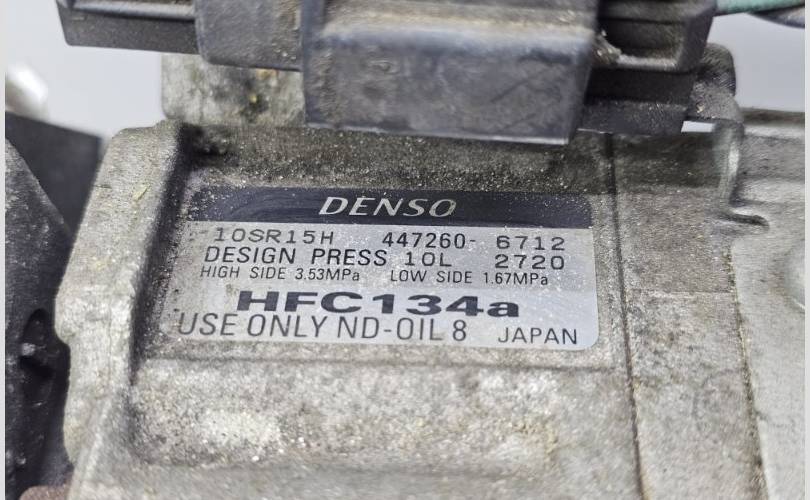 DENSO
10SR15H 447260- 6712
DESIGN PRESS 10L 2720
HIGH SIDE 3.53MPa LOW SIDE 1.67MPa
HFC134a
USE ONLY ND-OIL 8 JAPAN